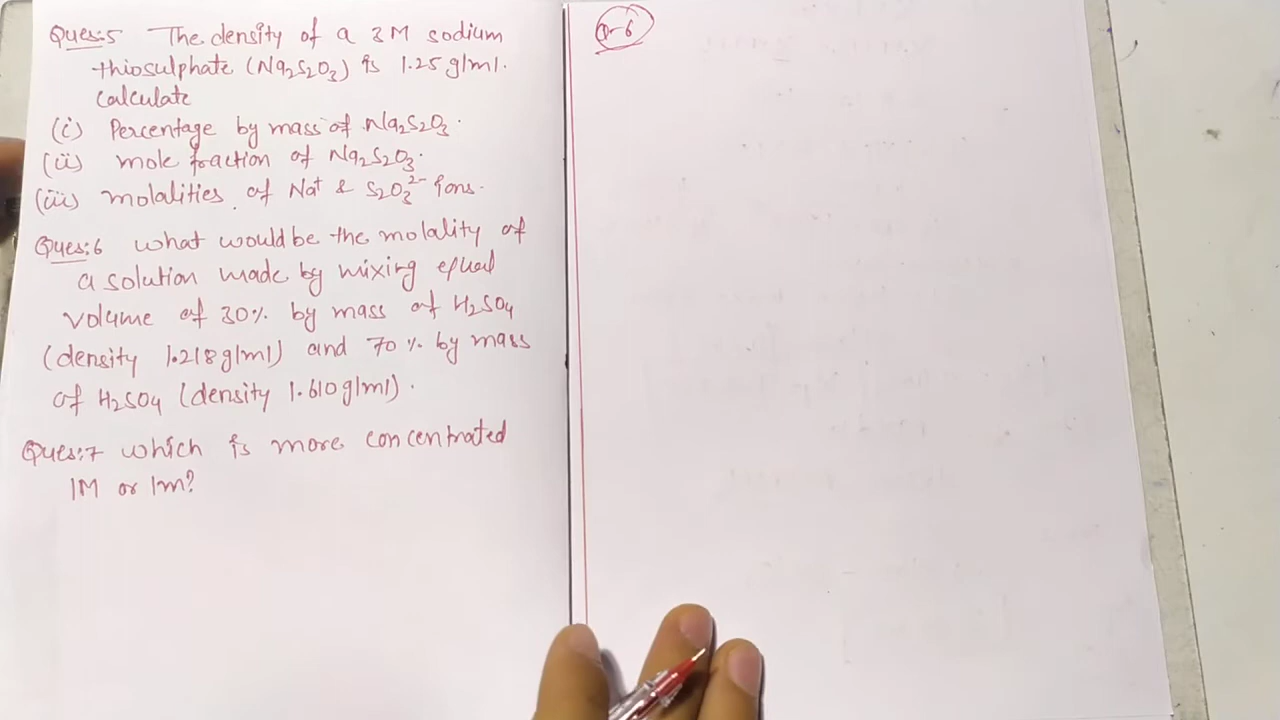 Ques:5 The density of a 3M sodium
thiosulphate (Na2S2O3) is 1.25 g/ml.
Calculate
(i) Percentage by mass of Na2S2O3.
(ii) mole fraction of Na2S2O3.
(iii) molalities of Na+ & S2O3^2- ions.
Ques:6 what would be the molality of
a solution made by mixing equal
volume of 30% by mass of H2SO4
(density 1.218 g/ml) and 70% by mass
of H2SO4 (density 1.610 g/ml).
Ques:7 which is more concentrated
1M or 1m?
Q-6